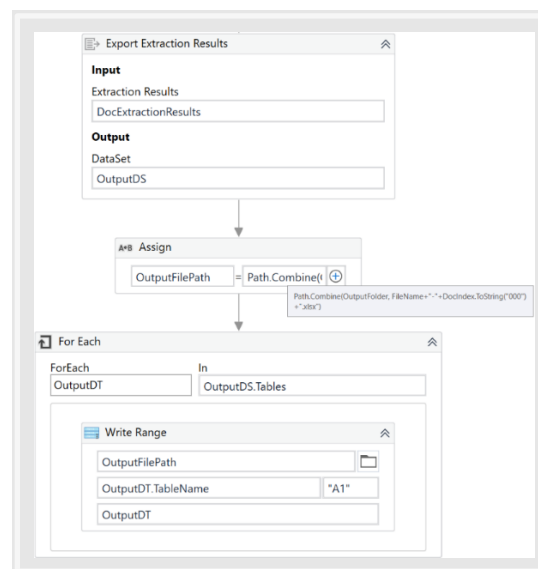 Export Extraction Results
Input
Extraction Results
DocExtractionResults
Output
DataSet
OutputDS
A+B Assign
OutputFilePath = Path.Combine(
Path.Combine(OutputFolder, FileName+"-"+DocIndex.ToString("000")
+".xlsx")
For Each
ForEach In
OutputDT OutputDS.Tables
Write Range
OutputFilePath
OutputDT.TableName "A1"
OutputDT